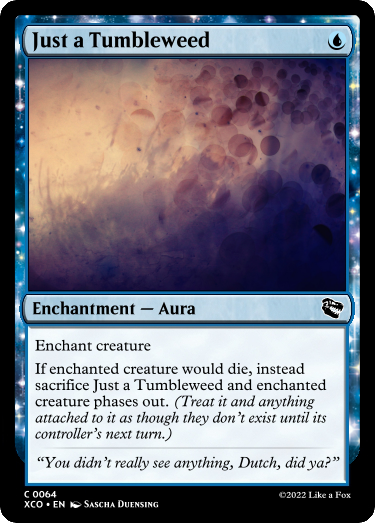 Just a Tumbleweed
Enchantment — Aura
Enchant creature
If enchanted creature would die, instead
sacrifice Just a Tumbleweed and enchanted
creature phases out. (Treat it and anything
attached to it as though they don't exist until its
controller's next turn.)
"You didn't really see anything, Dutch, did ya?"
C 0064
XCO • EN Sascha Duensing
©2022 Like a Fox